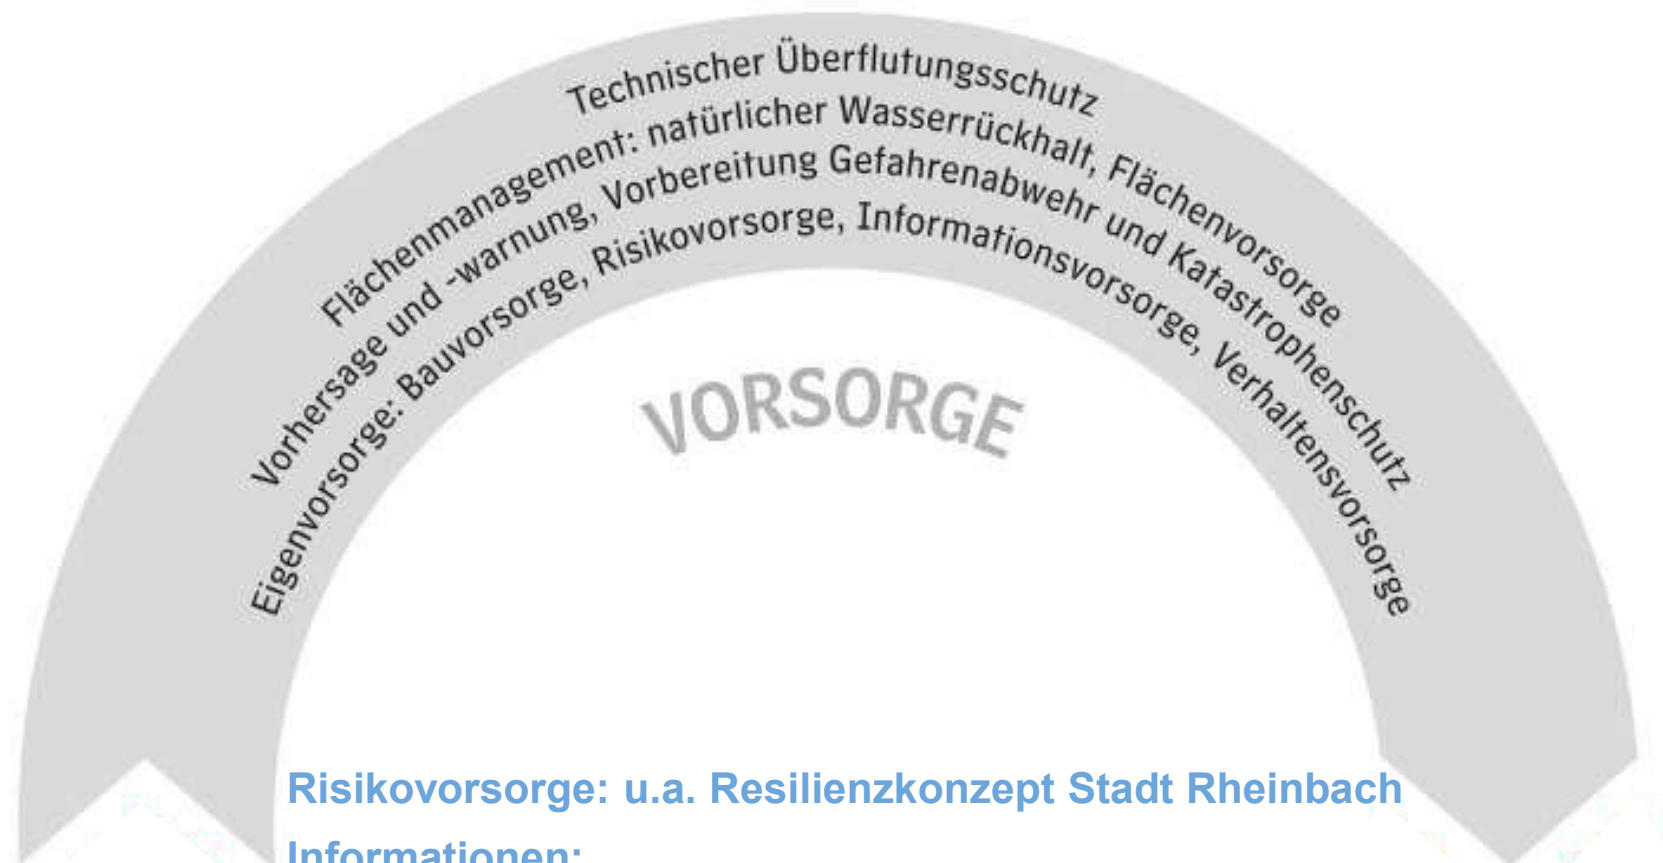 Technischer Überflutungsschutz
Flächenmanagement: natürlicher Wasserrückhalt, Flächenvorsorge
Vorhersage und -warnung, Vorbereitung Gefahrenabwehr und Katastrophenschutz
Eigenvorsorge: Bauvorsorge, Risikovorsorge, Informationsvorsorge, Verhaltensvorsorge
VORSORGE
Risikovorsorge: u.a. Resilienzkonzept Stadt Rheinbach
Informationen: